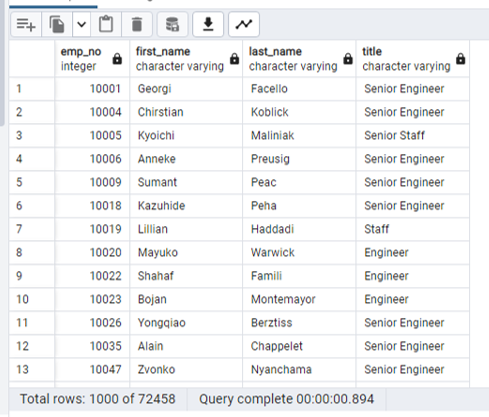 emp_no first_name last_name title
integer character varying character varying character varying
1 10001 Georgi Facello Senior Engineer
2 10004 Chirstian Koblick Senior Engineer
3 10005 Kyoichi Maliniak Senior Staff
4 10006 Anneke Preusig Senior Engineer
5 10009 Sumant Peac Senior Engineer
6 10018 Kazuhide Peha Senior Engineer
7 10019 Lillian Haddadi Staff
8 10020 Mayuko Warwick Engineer
9 10022 Shahaf Famili Engineer
10 10023 Bojan Montemayor Engineer
11 10026 Yongqiao Berztiss Senior Engineer
12 10035 Alain Chappelet Senior Engineer
13 10047 Zvonko Nyanchama Senior Engineer
Total rows: 1000 of 72458 Query complete 00:00:00.894